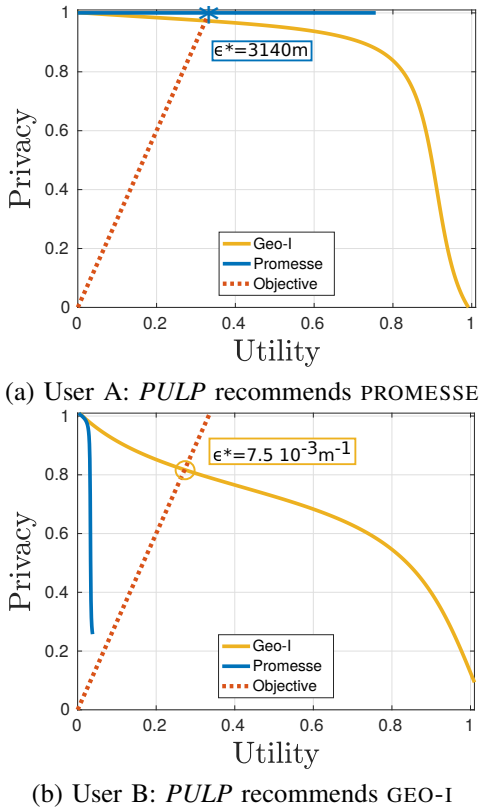 1
0.8
0.6
0.4
0.2
0
Privacy
ϵ*=3140m
Geo-I
Promesse
Objective
0
0.2
0.4
0.6
0.8
1
Utility
(a) User A: PULP recommends PROMESSE
1
0.8
0.6
0.4
0.2
0
Privacy
ϵ*=7.5 10⁻³m⁻¹
Geo-I
Promesse
Objective
0
0.2
0.4
0.6
0.8
1
Utility
(b) User B: PULP recommends GEO-I